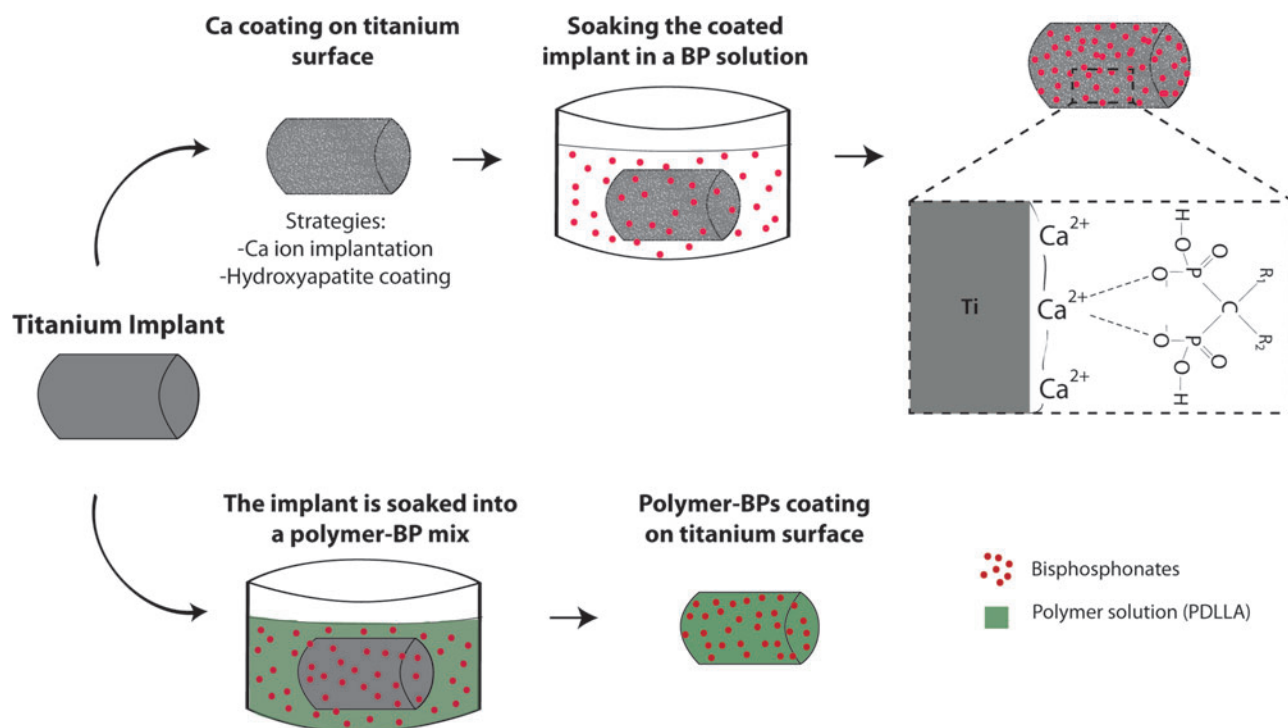 Ca coating on titanium
surface
Strategies:
-Ca ion implantation
-Hydroxyapatite coating
Soaking the coated
implant in a BP solution
Titanium Implant
Ti
Ca2+
Ca2+
Ca2+
H
O
P
O
O
C
R1
R2
O
P
O
O
H
The implant is soaked into
a polymer-BP mix
Polymer-BPs coating
on titanium surface
Bisphosphonates
Polymer solution (PDLLA)